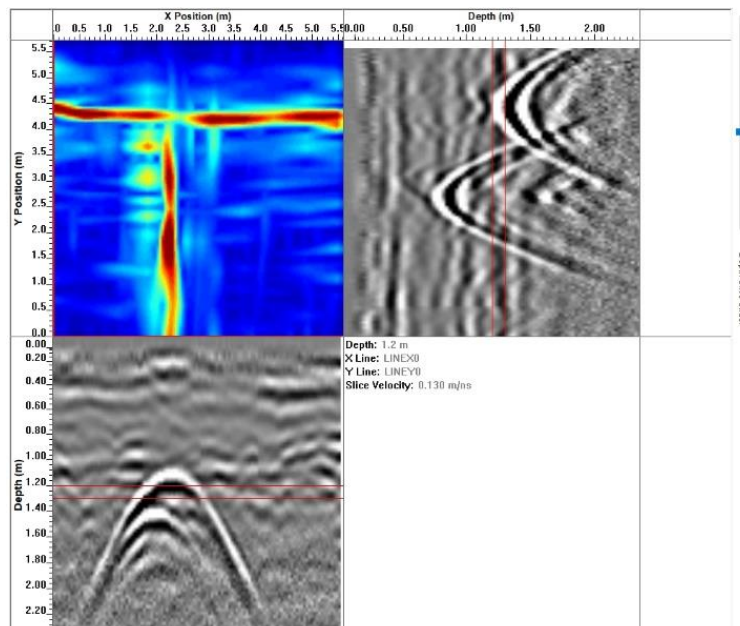 X Position (m)
0.0 0.5 1.0 1.5 2.0 2.5 3.0 3.5 4.0 4.5 5.0 5.5
Depth (m)
0.00 0.50 1.00 2.00
5.5
5.0
4.5
4.0
3.5
3.0
2.5
2.0
1.5
1.0
0.5
0.0
Y Position (m)
0.00
0.20
0.40
0.60
0.80
1.00
1.20
1.40
1.60
1.80
2.00
2.20
Depth (m)
Depth: 1.2 m
X Line: LINEX0
Y Line: LINEY0
Slice Velocity: 0.130 m/ns